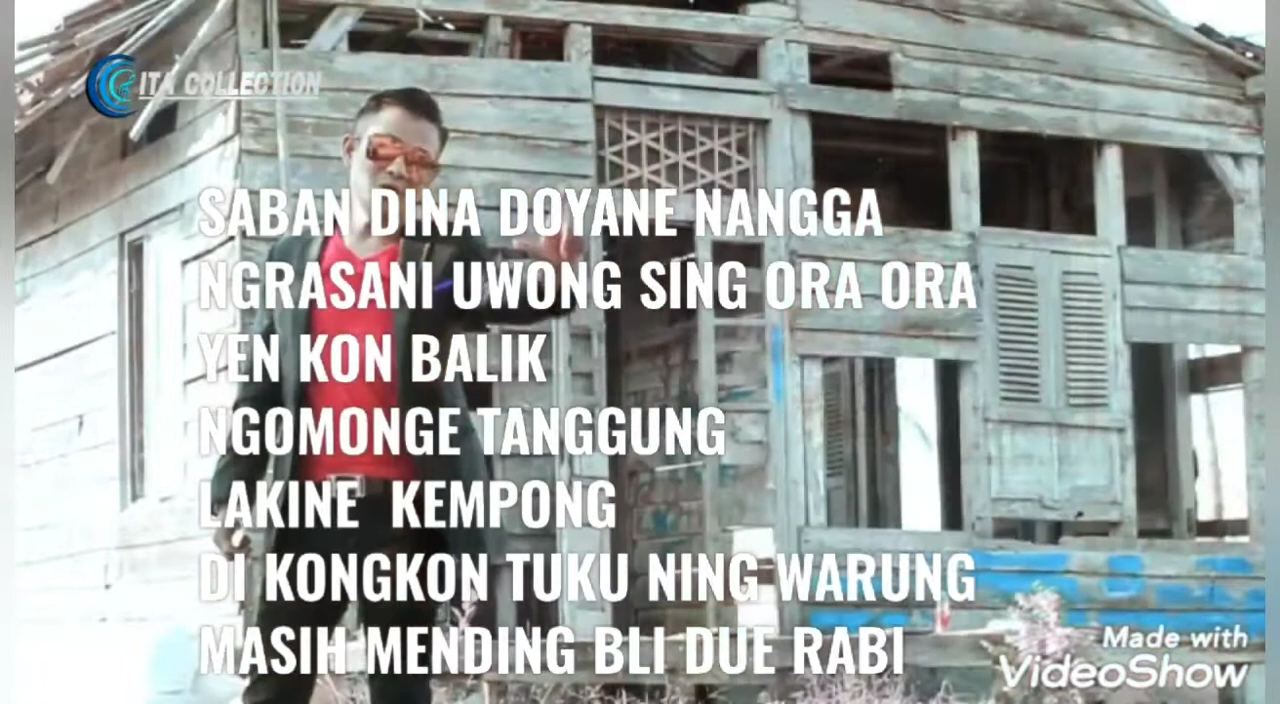 ITA COLLECTION
SABAN DINA DOYANE NANGGA
NGRASANI UWONG SING ORA ORA
YEN KON BALIK
NGOMONGE TANGGUNG
LAKINE KEMPONG
DI KONGKON TUKU NING WARUNG
MASIH MENDING BLI DUE RABI
Made with
VideoShow